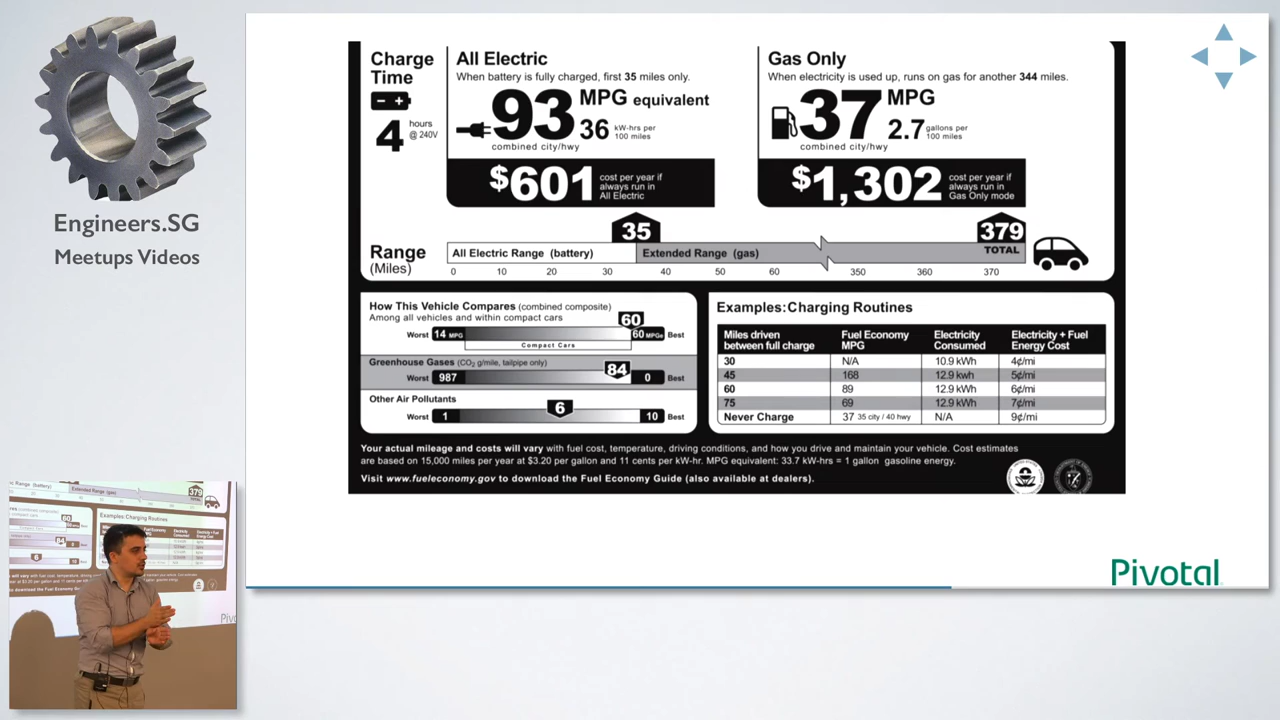 Engineers.SG
Meetups Videos
Charge Time
4 hours @ 240V
All Electric
When battery is fully charged, first 35 miles only.
93 MPG equivalent
36 kW-hrs per 100 miles
combined city/hwy
$601 cost per year if always run in All Electric
Gas Only
When electricity is used up, runs on gas for another 344 miles.
37 MPG
2.7 gallons per 100 miles
combined city/hwy
$1,302 cost per year if always run in Gas Only mode
Range (Miles)
35
379 TOTAL
All Electric Range (battery) Extended Range (gas)
0 10 20 30 40 50 60 350 360 370
How This Vehicle Compares (combined composite)
Among all vehicles and within compact cars
60
Worst 14 MPG 60 MPGe Best
Compact Cars
Greenhouse Gases (CO2 g/mile, tailpipe only)
84
Worst 987 0 Best
Other Air Pollutants
6
Worst 1 10 Best
Examples:Charging Routines
Miles driven between full charge Fuel Economy MPG Electricity Consumed Electricity + Fuel Energy Cost
30 N/A 10.9 kWh 4¢/mi
45 168 12.9 kwh 5¢/mi
60 89 12.9 kWh 6¢/mi
75 69 12.9 kWh 7¢/mi
Never Charge 37 35 city / 40 hwy N/A 9¢/mi
Your actual mileage and costs will vary with fuel cost, temperature, driving conditions, and how you drive and maintain your vehicle. Cost estimates
are based on 15,000 miles per year at $3.20 per gallon and 11 cents per kW-hr. MPG equivalent: 33.7 kW-hrs = 1 gallon gasoline energy.
Visit www.fueleconomy.gov to download the Fuel Economy Guide (also available at dealers).
Pivotal